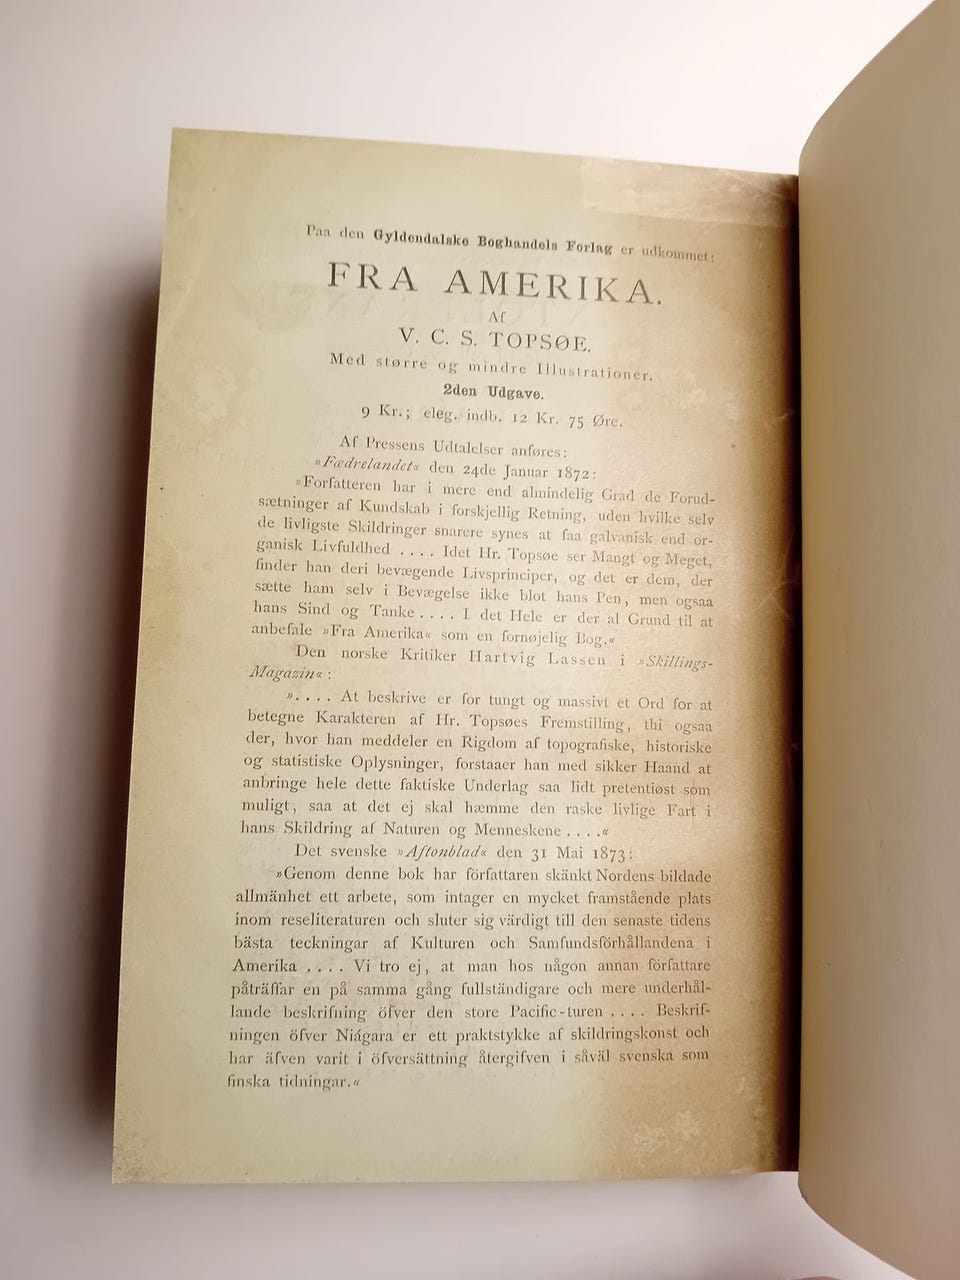 Paa den Gyldendalske Boghandels Forlag er udkommet:
FRA AMERIKA.
Af
V. C. S. TOPSØE.
Med større og mindre Illustrationer.
2den Udgave.
9 Kr.; eleg. indb. 12 Kr. 75 Øre.
Af Pressens Udtalelser anføres:
»Fædrelandet« den 24de Januar 1872:
»Forfatteren har i mere end almindelig Grad de Forud-
sætninger af Kundskab i forskjellig Retning, uden hvilke selv
de livligste Skildringer snarere synes at faa galvanisk end or-
ganisk Livfuldhed . . . . Idet Hr. Topsøe ser Mangt og Meget,
finder han deri bevægende Livsprinciper, og det er dem, der
sætte ham selv i Bevægelse ikke blot hans Pen, men ogsaa
hans Sind og Tanke . . . . I det Hele er der al Grund til at
anbefale »Fra Amerika« som en fornøjelig Bog.«
Den norske Kritiker Hartvig Lassen i »Skillings-
Magazin«:
». . . . At beskrive er for tungt og massivt et Ord for at
betegne Karakteren af Hr. Topsøes Fremstilling, thi ogsaa
der, hvor han meddeler en Rigdom af topografiske, historiske
og statistiske Oplysninger, forstaaer han med sikker Haand at
anbringe hele dette faktiske Underlag saa lidt pretentiøst som
muligt, saa at det ej skal hæmme den raske livlige Fart i
hans Skildring af Naturen og Menneskene . . . .«
Det svenske »Aftonblad« den 31 Mai 1873:
»Genom denne bok har författaren skänkt Nordens bildade
allmänhet ett arbete, som intager en mycket framstående plats
inom reseliteraturen och sluter sig värdigt till den senaste tidens
bästa teckningar af Kulturen och Samfundsförhållandena i
Amerika . . . . Vi tro ej, at man hos någon annan författare
påträffar en på samma gång fullständigare och mere underhål-
lande beskrifning öfver den store Pacific-turen . . . . Beskrif-
ningen öfver Niágara er ett praktstykke af skildringskonst och
har äfven varit i öfversättning återgifven i såväl svenska som
finska tidningar.«